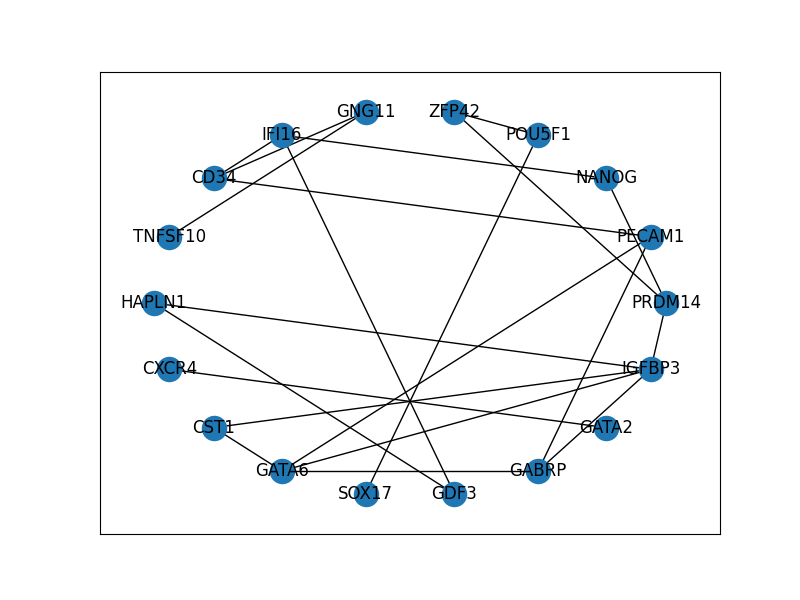 GNG11
ZFP42
IFI16
POU5F1
CD34
NANOG
TNFSF10
PECAM1
HAPLN1
PRDM14
CXCR4
IGFBP3
CST1
GATA2
GATA6
GABRP
SOX17
GDF3